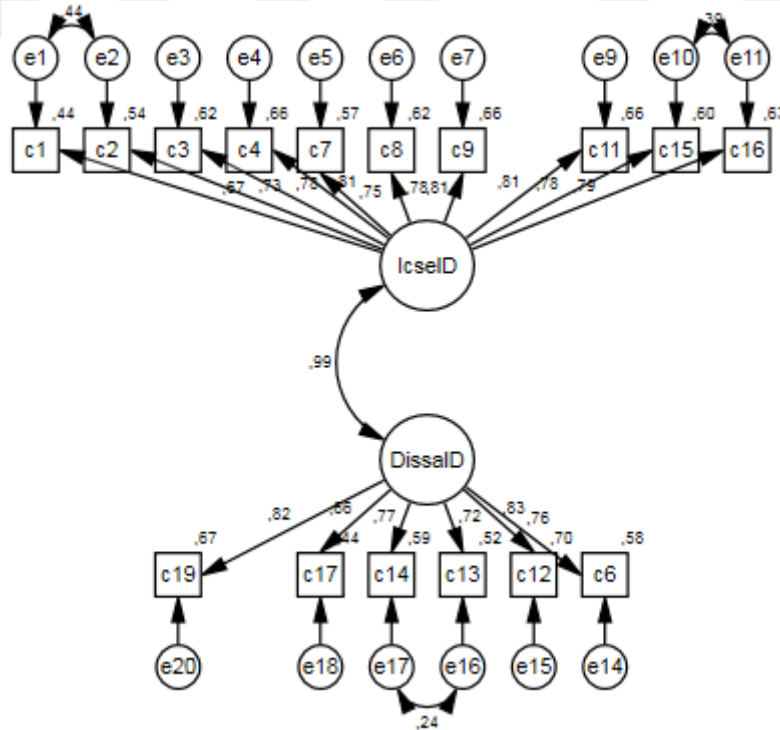 ,44 ,39
e1 e2 e3 e4 e5 e6 e7 e9 e10 e11
,44 ,54 ,62 ,66 ,57 ,62 ,66 ,66 ,60 ,63
c1 c2 c3 c4 c7 c8 c9 c11 c15 c16
,67 ,73 ,78 ,81 ,75 ,78 ,81 ,81 ,78 ,79
IcseID
,99
DissaID
,82 ,66 ,77 ,72 ,83 ,76
,67 ,44 ,59 ,52 ,70 ,58
c19 c17 c14 c13 c12 c6
e20 e18 e17 e16 e15 e14
,24